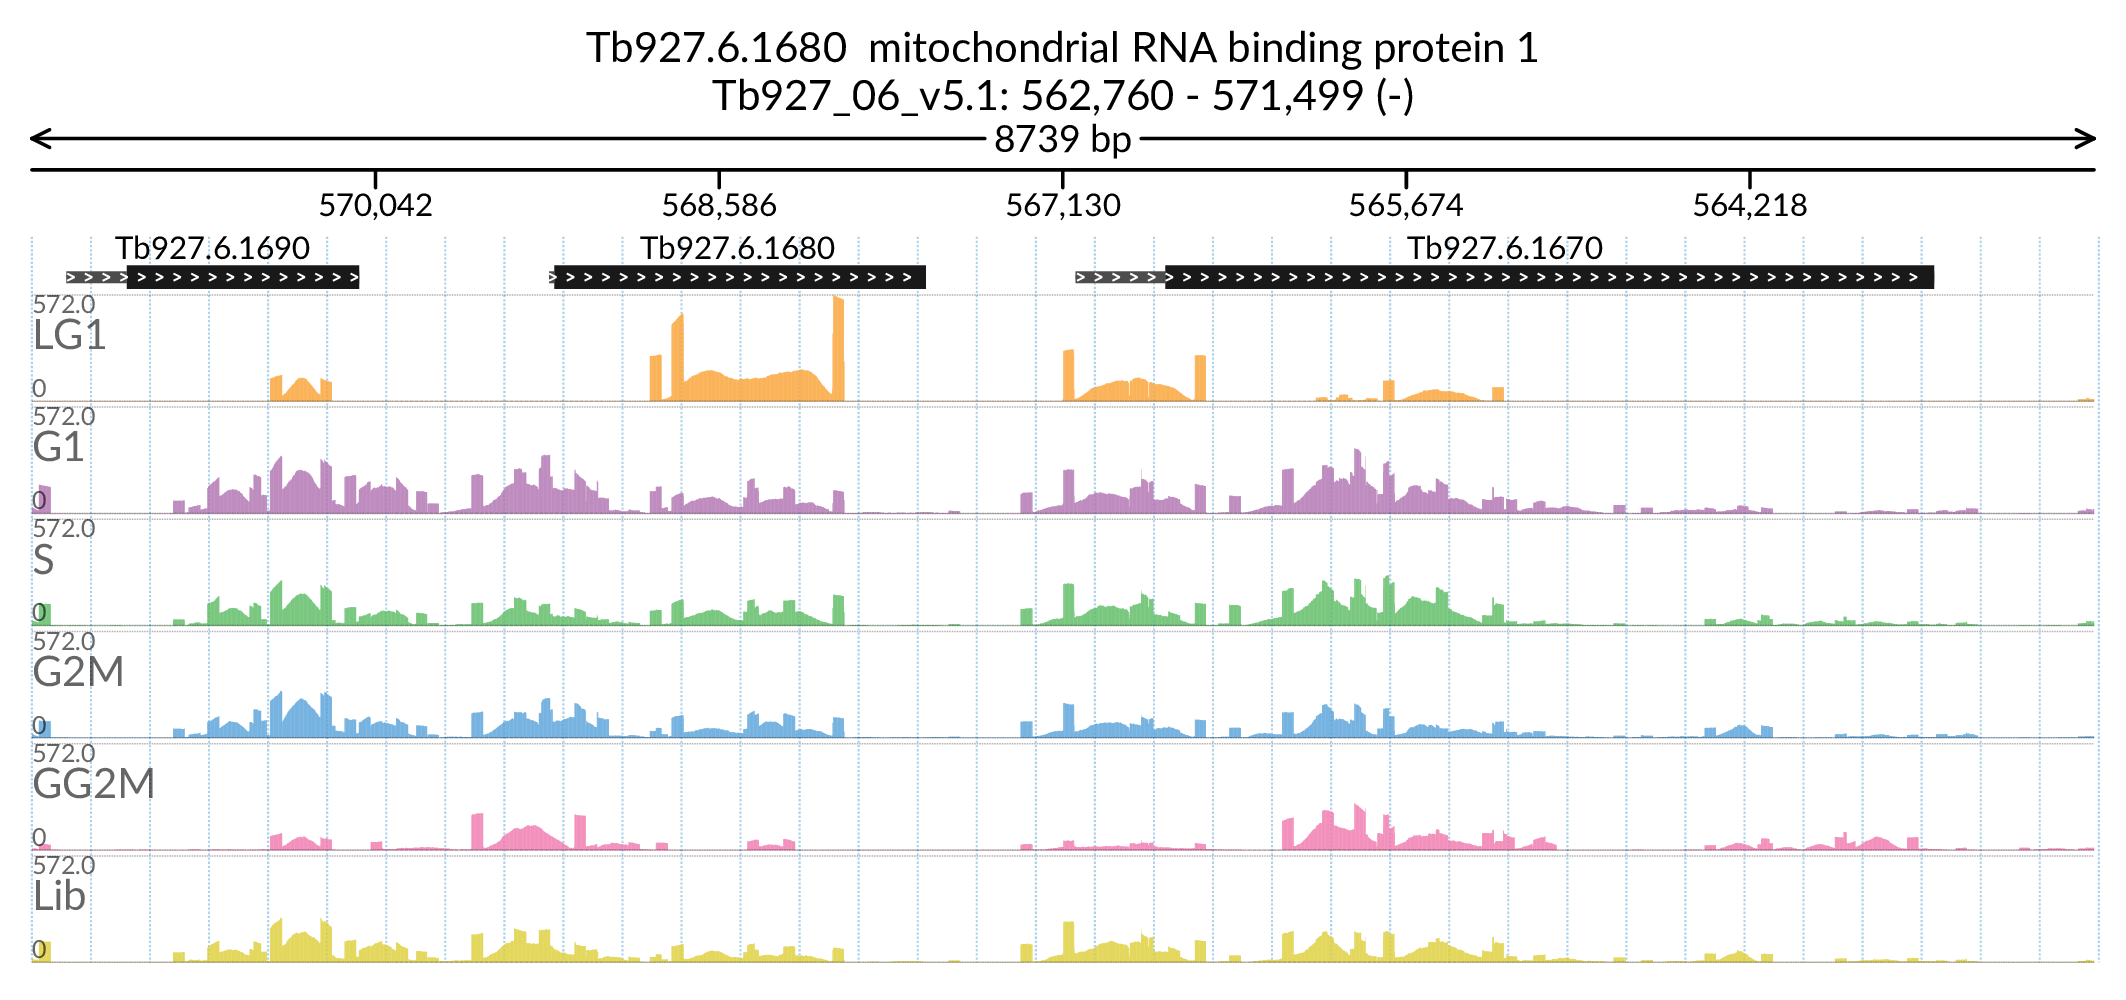 Tb927.6.1680  mitochondrial RNA binding protein 1
Tb927_06_v5.1: 562,760 - 571,499 (-)
8739 bp
570,042 568,586 567,130 565,674 564,218
Tb927.6.1690 Tb927.6.1680 Tb927.6.1670
572.0
LG1
0
572.0
G1
0
572.0
S
0
572.0
G2M
0
572.0
GG2M
0
572.0
Lib
0